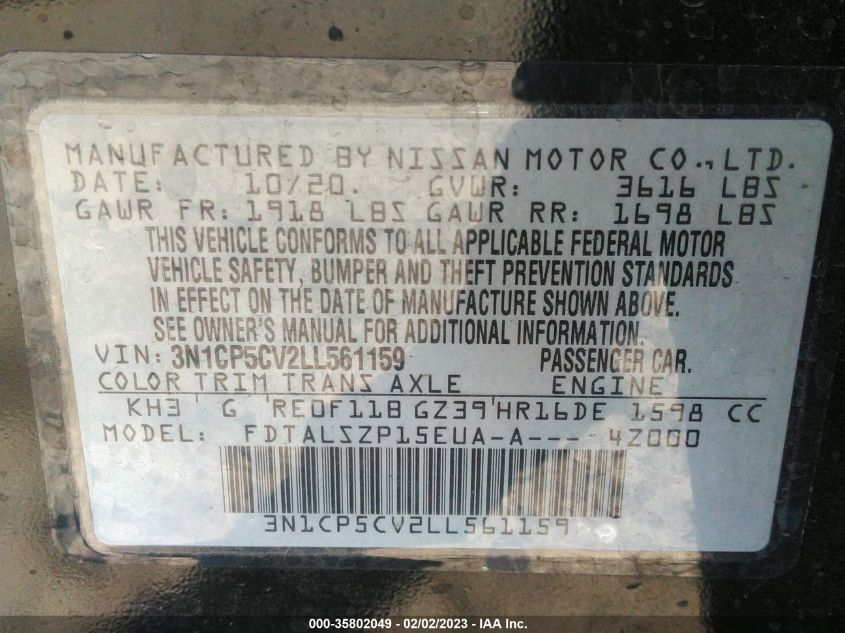 MANUFACTURED BY NISSAN MOTOR CO., LTD.
DATE: 10/20. GVWR: 3616 LBS
GAWR FR: 1918 LBS GAWR RR: 1698 LBS
THIS VEHICLE CONFORMS TO ALL APPLICABLE FEDERAL MOTOR
VEHICLE SAFETY, BUMPER AND THEFT PREVENTION STANDARDS
IN EFFECT ON THE DATE OF MANUFACTURE SHOWN ABOVE.
SEE OWNER'S MANUAL FOR ADDITIONAL INFORMATION
VIN: 3N1CP5CV2LL561159 PASSENGER CAR.
COLOR TRIM TRANS AXLE ENGINE
KH3 ' G 'RE0F11B GZ39'HR16DE 1598 CC
MODEL: FDTALSZP15EUA-A--- 4Z000
3N1CP5CV2LL561159
000-35802049 - 02/02/2023 - IAA Inc.